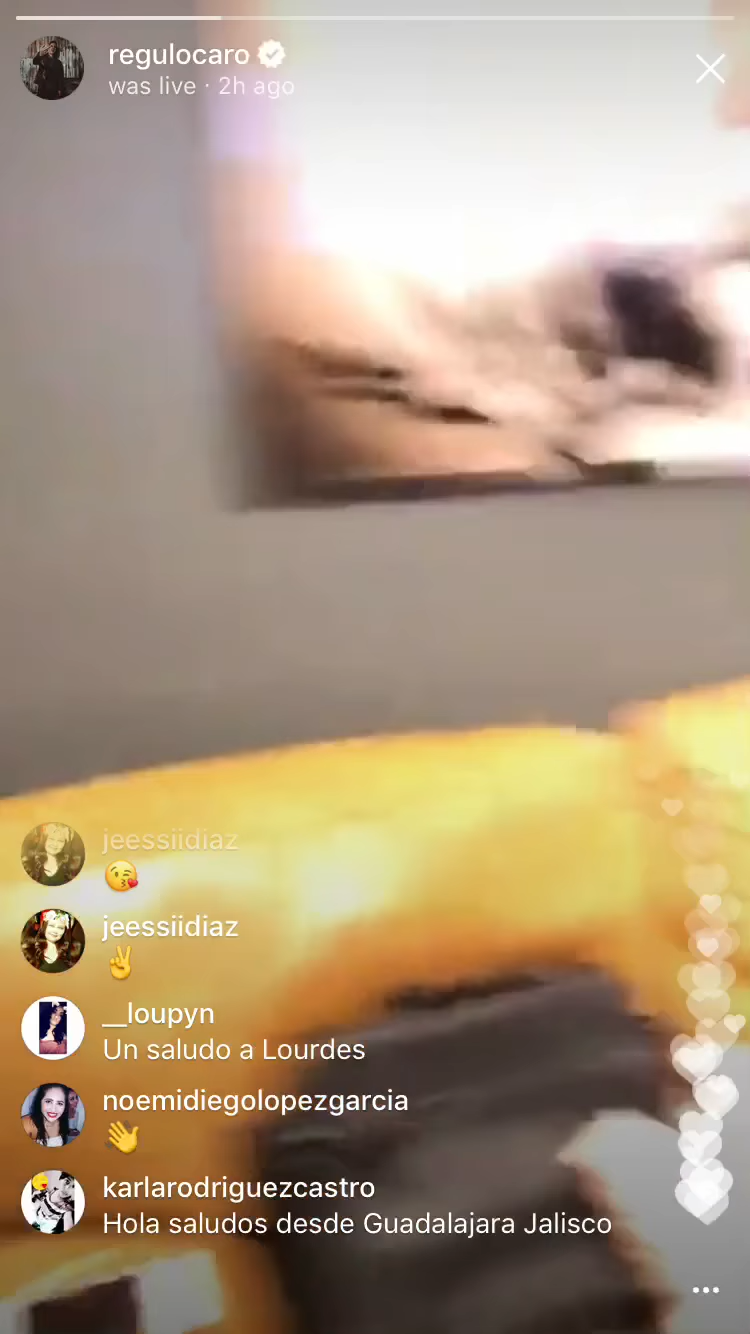 regulocaro
was live · 2h ago
jeessiidiaz
😘
jeessiidiaz
✌️
__loupyn
Un saludo a Lourdes
noemidiegolopezgarcia
👋
karlarodriguezcastro
Hola saludos desde Guadalajara Jalisco